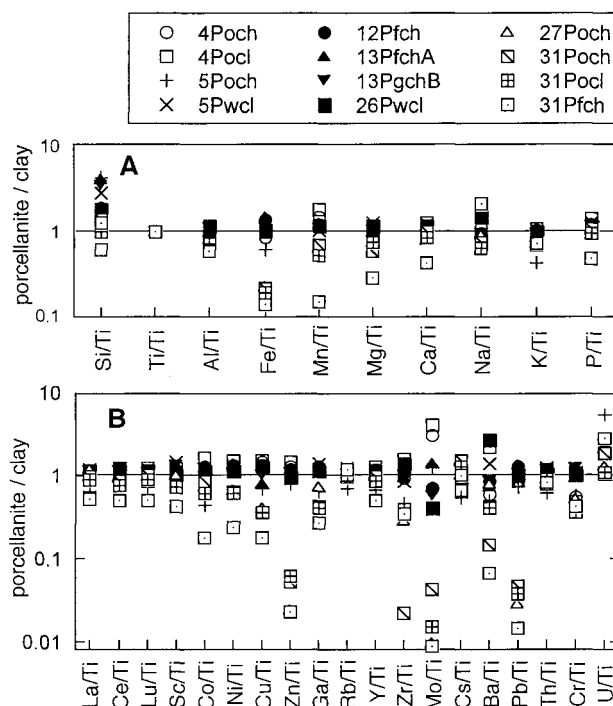 4Poch 12Pfch 27Poch
4Pocl 13PfchA 31Poch
5Poch 13PgchB 31Pocl
5Pwcl 26Pwcl 31Pfch
A
porcellanite / clay
10
1
0.1
Si/Ti Ti/Ti Al/Ti Fe/Ti Mn/Ti Mg/Ti Ca/Ti Na/Ti K/Ti P/Ti
B
porcellanite / clay
10
1
0.1
0.01
La/Ti Ce/Ti Lu/Ti Sc/Ti Co/Ti Ni/Ti Cu/Ti Zn/Ti Ga/Ti Rb/Ti Y/Ti Zr/Ti Mo/Ti Cs/Ti Ba/Ti Pb/Ti Th/Ti Cr/Ti U/Ti